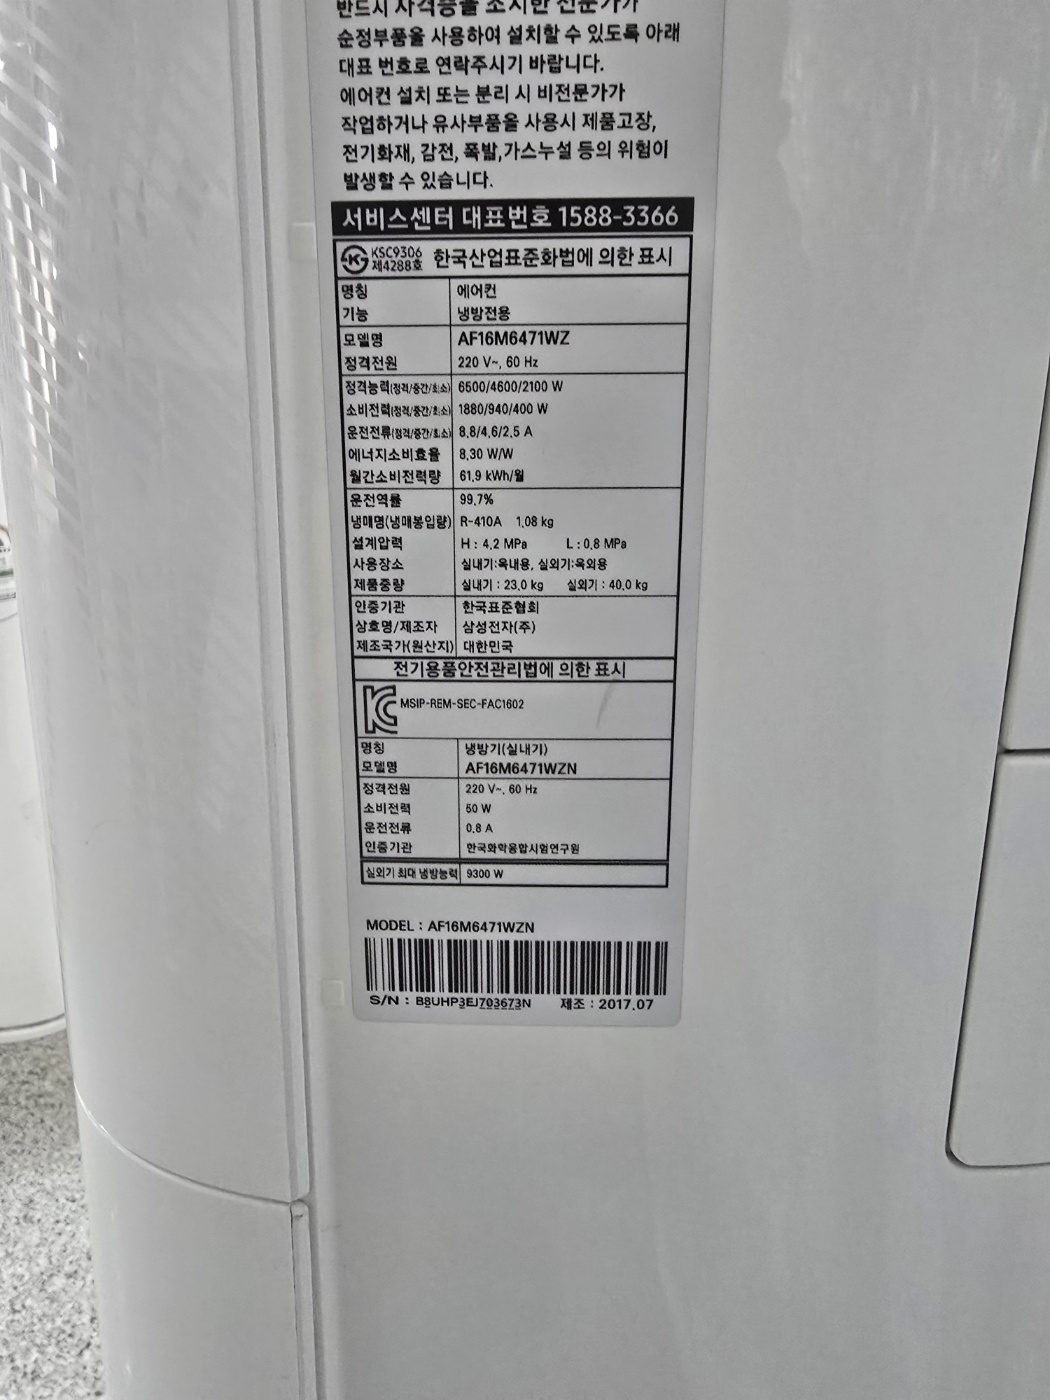 반드시 자격증을 소지한 전문가가
순정부품을 사용하여 설치할 수 있도록 아래
대표 번호로 연락주시기 바랍니다.
에어컨 설치 또는 분리 시 비전문가가
작업하거나 유사부품을 사용시 제품고장,
전기화재, 감전, 폭발,가스누설 등의 위험이
발생할 수 있습니다.
서비스센터 대표번호 1588-3366
KSC9306
제4288호
한국산업표준화법에 의한 표시
명칭 에어컨
기능 냉방전용
모델명 AF16M6471WZ
정격전원 220 V~, 60 Hz
정격능력(정격/중간/최소) 6500/4600/2100 W
소비전력(정격/중간/최소) 1880/940/400 W
운전전류(정격/중간/최소) 8.8/4.6/2.5 A
에너지소비효율 8.30 W/W
월간소비전력량 61.9 kWh/월
운전역률 99.7%
냉매명(냉매봉입량) R-410A 1.08 kg
설계압력 H : 4.2 MPa L : 0.8 MPa
사용장소 실내기:옥내용, 실외기:옥외용
제품중량 실내기 : 23.0 kg 실외기 : 40.0 kg
인증기관 한국표준협회
상호명/제조자 삼성전자(주)
제조국가(원산지) 대한민국
전기용품안전관리법에 의한 표시
MSIP-REM-SEC-FAC1602
명칭 냉방기(실내기)
모델명 AF16M6471WZN
정격전원 220 V~, 60 Hz
소비전력 60 W
운전전류 0.8 A
인증기관 한국화학융합시험연구원
실외기 최대 냉방능력 9300 W
MODEL : AF16M6471WZN
S/N : B8UHP3EJ703673N 제조 : 2017.07